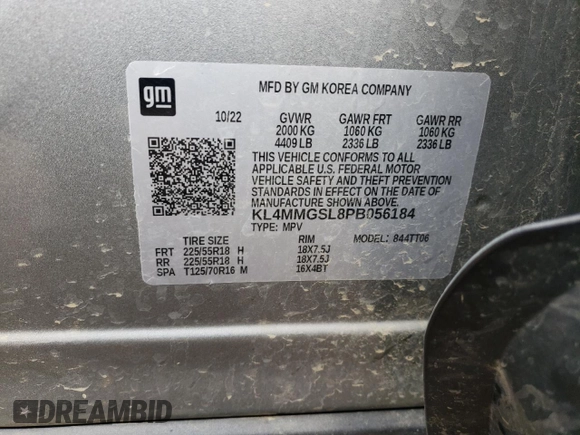 gm
MFD BY GM KOREA COMPANY
10/22 GVWR GAWR FRT GAWR RR
2000 KG 1060 KG 1060 KG
4409 LB 2336 LB 2336 LB
THIS VEHICLE CONFORMS TO ALL
APPLICABLE U.S. FEDERAL MOTOR
VEHICLE SAFETY AND THEFT PREVENTION
STANDARDS IN EFFECT ON THE DATE OF
MANUFACTURE SHOWN ABOVE.
KL4MMGSL8PB056184
TYPE: MPV MODEL: 844TT06
TIRE SIZE RIM
FRT 225/55R18 H 18X7.5J
RR 225/55R18 H 18X7.5J
SPA T125/70R16 M 16X4BT
DREAMBID